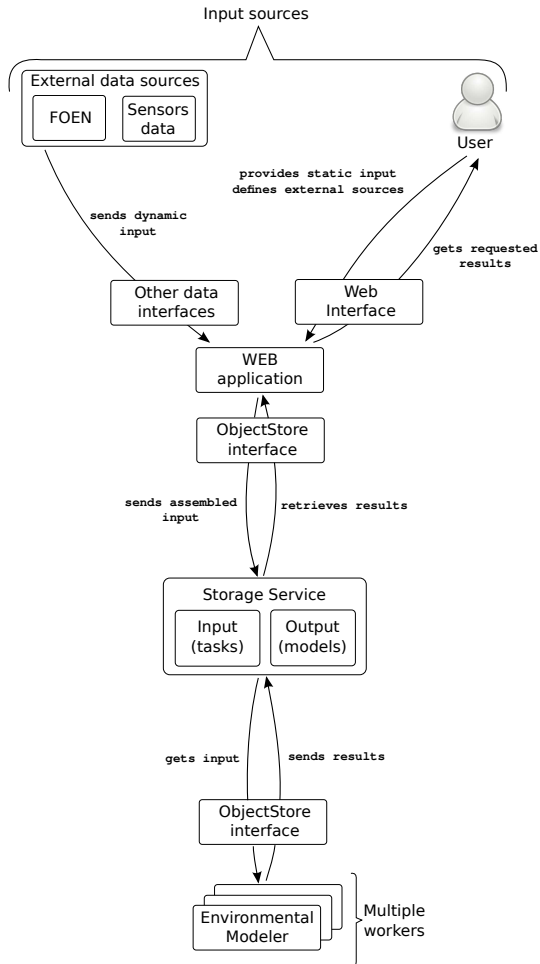 Input sources
External data sources
FOEN
Sensors
data
User
provides static input
defines external sources
sends dynamic
input
gets requested
results
Other data
interfaces
Web
Interface
WEB
application
ObjectStore
interface
sends assembled
input
retrieves results
Storage Service
Input
(tasks)
Output
(models)
gets input
sends results
ObjectStore
interface
Environmental
Modeler
Multiple
workers